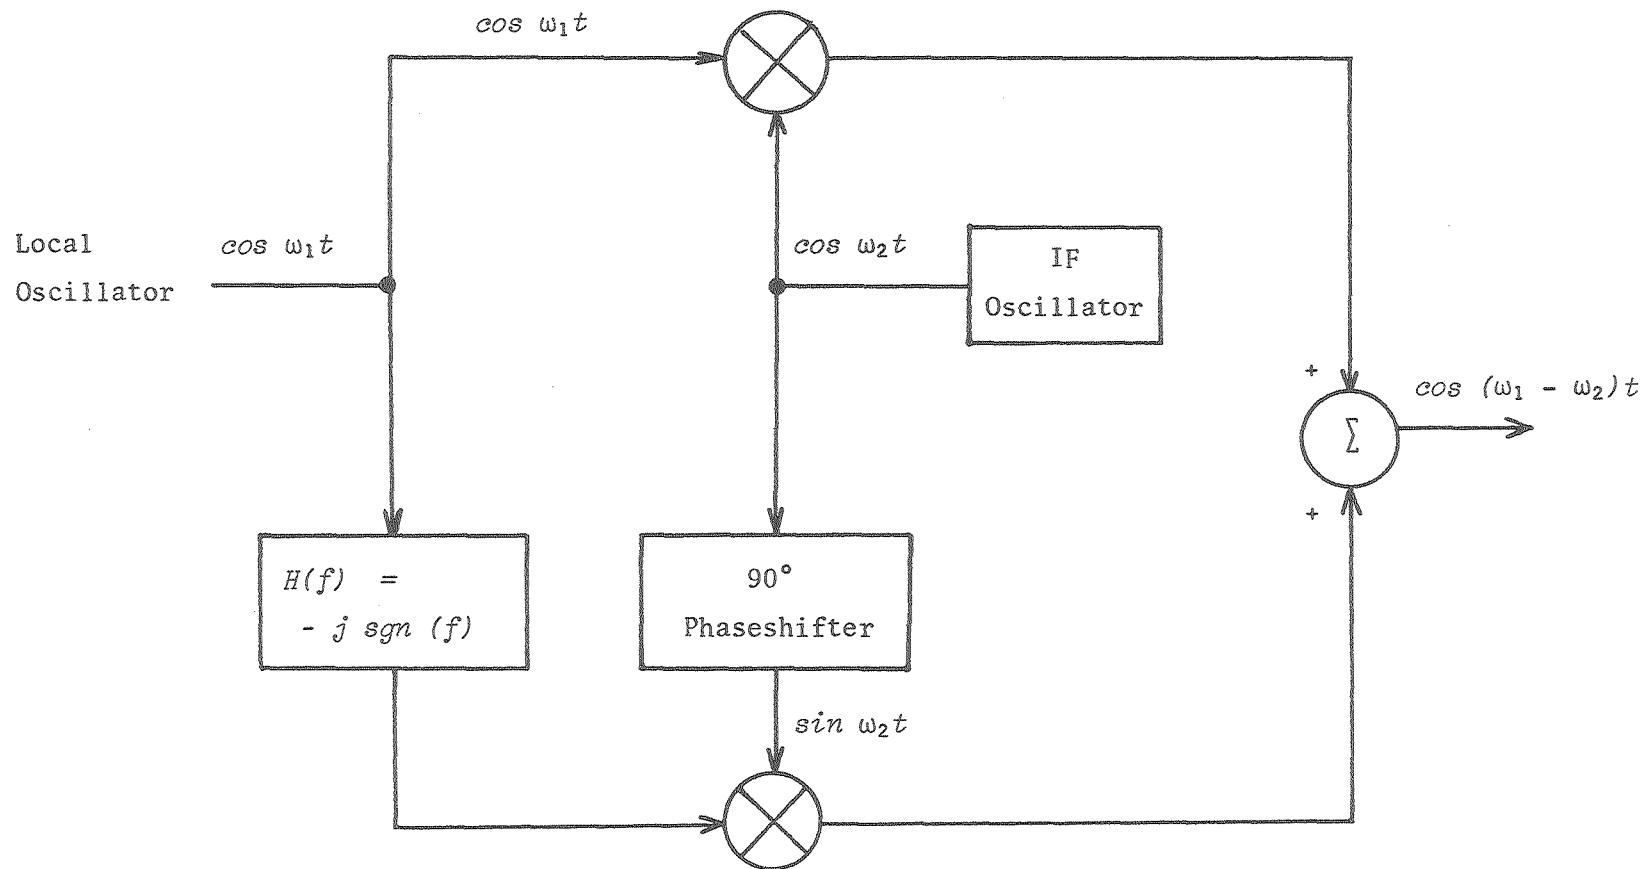 cos ω₁t
Local
Oscillator
cos ω₁t
cos ω₂t
IF
Oscillator
+
cos (ω₁ - ω₂)t
Σ
+
H(f) =
- j sgn (f)
90°
Phaseshifter
sin ω₂t